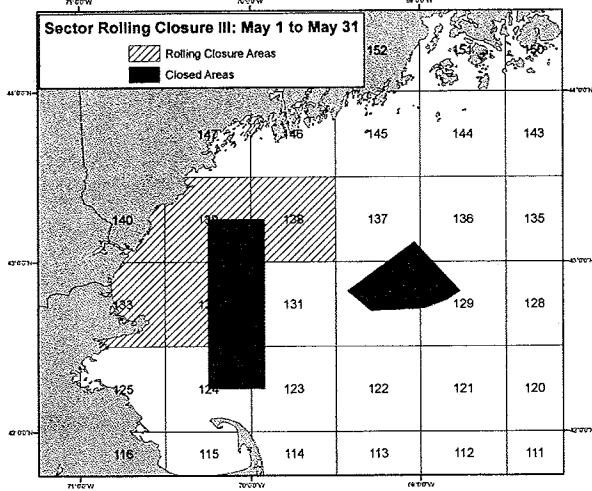 Sector Rolling Closure III: May 1 to May 31
Rolling Closure Areas
Closed Areas
152 151 150
147 146 145 144 143
140 138 137 136 135
133 131 129 128
125 124 123 122 121 120
116 115 114 113 112 111